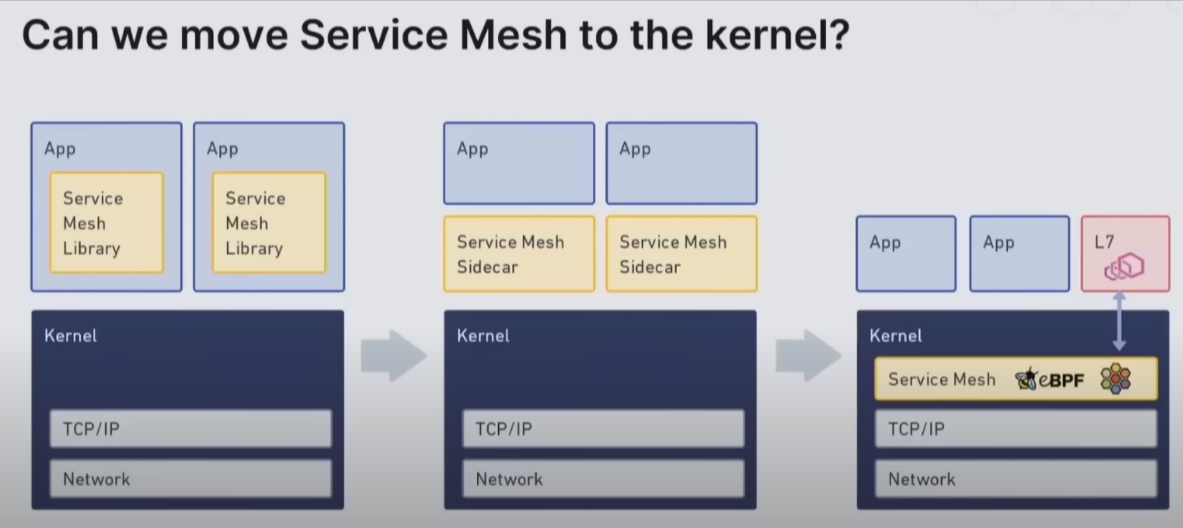 Can we move Service Mesh to the kernel?
App
Service
Mesh
Library
App
Service
Mesh
Library
Kernel
TCP/IP
Network
App
App
Service Mesh
Sidecar
Service Mesh
Sidecar
Kernel
TCP/IP
Network
App
App
L7
Kernel
Service Mesh eBPF
TCP/IP
Network